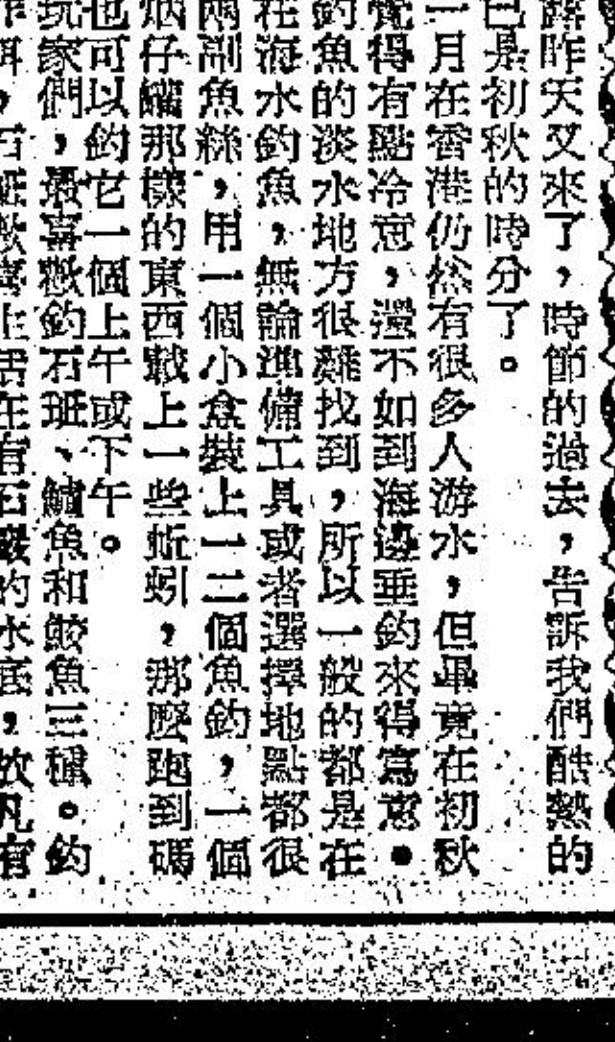 露昨天又來了，時節的過去，告訴我們酷熱的
已是初秋的時分了。
一月在香港仍然有很多人游水，但畢竟在初秋
覺得有點冷意，還不如到海邊垂釣來得寫意。
釣魚的淡水地方很難找到，所以一般的都是在
在海水釣魚，無論準備工具或者選擇地點都很
兩副魚絲，用一個小盒裝上一二個魚釣，一個
烟仔罐那樣的東西載上一些蚯蚓，那麼跑到碼
也可以釣它一個上午或下午。
玩家們，最喜歡釣石斑、鱸魚和鮫魚三種。釣
作餌，石斑歡喜生居在有石
的水底，故凡有